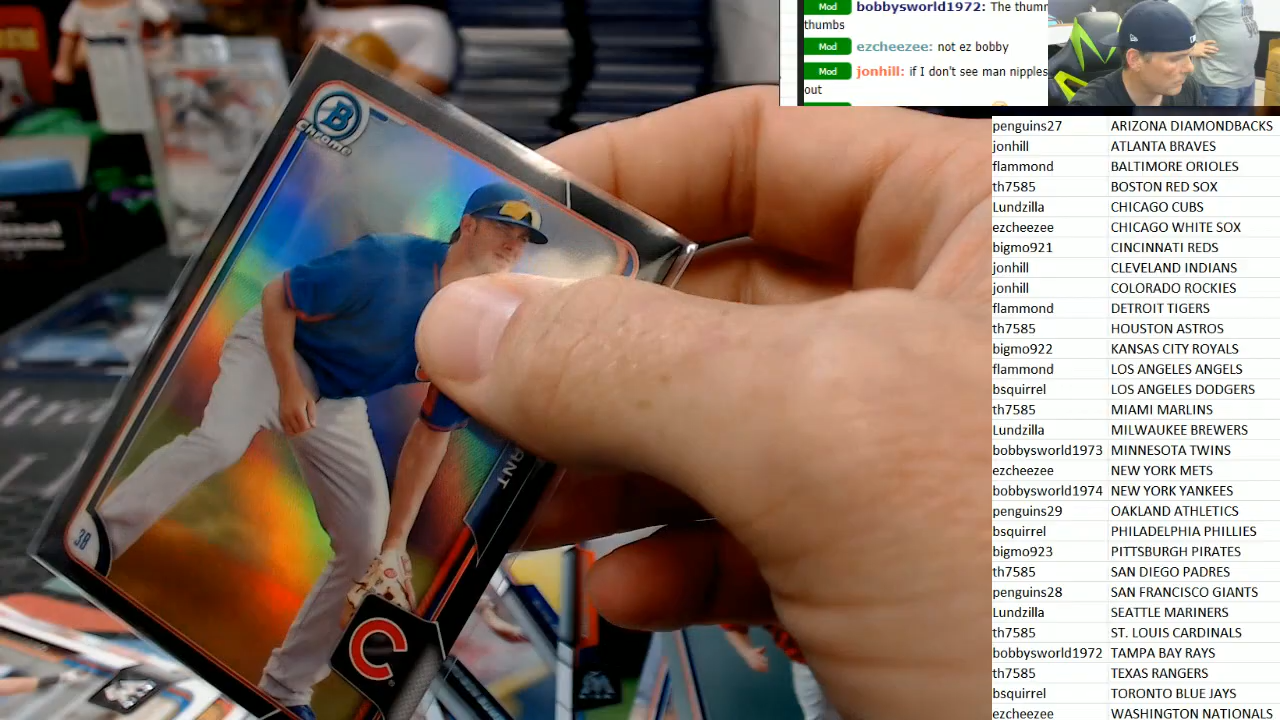 Mod bobbysworld1972: The thumr
thumbs
Mod ezcheezee: not ez bobby
Mod jonhill: if I don't see man nipples
out
B
chrome
ANT
38
C
penguins27 ARIZONA DIAMONDBACKS
jonhill ATLANTA BRAVES
flammond BALTIMORE ORIOLES
th7585 BOSTON RED SOX
Lundzilla CHICAGO CUBS
ezcheezee CHICAGO WHITE SOX
bigmo921 CINCINNATI REDS
jonhill CLEVELAND INDIANS
jonhill COLORADO ROCKIES
flammond DETROIT TIGERS
th7585 HOUSTON ASTROS
bigmo922 KANSAS CITY ROYALS
flammond LOS ANGELES ANGELS
bsquirrel LOS ANGELES DODGERS
th7585 MIAMI MARLINS
Lundzilla MILWAUKEE BREWERS
bobbysworld1973 MINNESOTA TWINS
ezcheezee NEW YORK METS
bobbysworld1974 NEW YORK YANKEES
penguins29 OAKLAND ATHLETICS
bsquirrel PHILADELPHIA PHILLIES
bigmo923 PITTSBURGH PIRATES
th7585 SAN DIEGO PADRES
penguins28 SAN FRANCISCO GIANTS
Lundzilla SEATTLE MARINERS
th7585 ST. LOUIS CARDINALS
bobbysworld1972 TAMPA BAY RAYS
th7585 TEXAS RANGERS
bsquirrel TORONTO BLUE JAYS
ezcheezee WASHINGTON NATIONALS